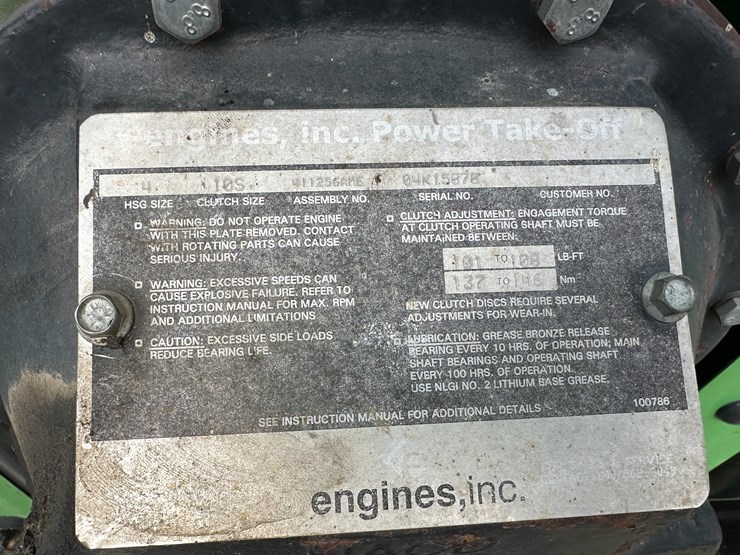 8.8
8.8
engines, inc. Power Take-Off
4 10S 411256AME 04K1587B
HSG SIZE CLUTCH SIZE ASSEMBLY NO. SERIAL NO. CUSTOMER NO.
WARNING: DO NOT OPERATE ENGINE
WITH THIS PLATE REMOVED. CONTACT
WITH ROTATING PARTS CAN CAUSE
SERIOUS INJURY.
WARNING: EXCESSIVE SPEEDS CAN
CAUSE EXPLOSIVE FAILURE. REFER TO
INSTRUCTION MANUAL FOR MAX. RPM
AND ADDITIONAL LIMITATIONS
CAUTION: EXCESSIVE SIDE LOADS
REDUCE BEARING LIFE.
CLUTCH ADJUSTMENT: ENGAGEMENT TORQUE
AT CLUTCH OPERATING SHAFT MUST BE
MAINTAINED BETWEEN:
101 TO 108 LB-FT
137 TO 146 Nm
NEW CLUTCH DISCS REQUIRE SEVERAL
ADJUSTMENTS FOR WEAR-IN.
LUBRICATION: GREASE BRONZE RELEASE
BEARING EVERY 10 HRS. OF OPERATION; MAIN
SHAFT BEARINGS AND OPERATING SHAFT
EVERY 100 HRS. OF OPERATION.
USE NLGI NO. 2 LITHIUM BASE GREASE.
100786
SEE INSTRUCTION MANUAL FOR ADDITIONAL DETAILS
SERVICE
engines,inc.